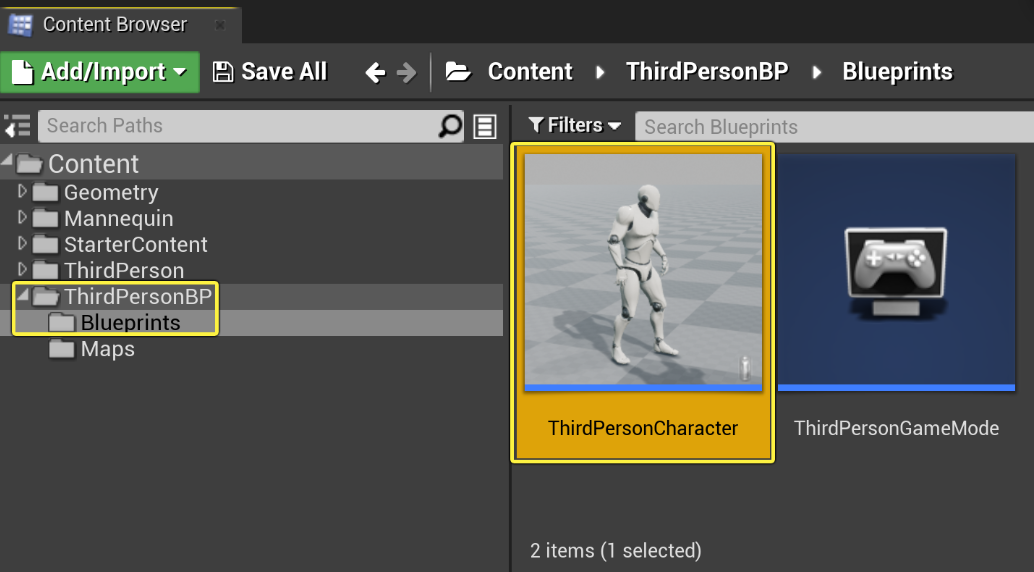 Content Browser
Add/Import Save All Content ThirdPersonBP Blueprints
Search Paths
Content
Geometry
Mannequin
StarterContent
ThirdPerson
ThirdPersonBP
Blueprints
Maps
Filters Search Blueprints
ThirdPersonCharacter ThirdPersonGameMode
2 items (1 selected)